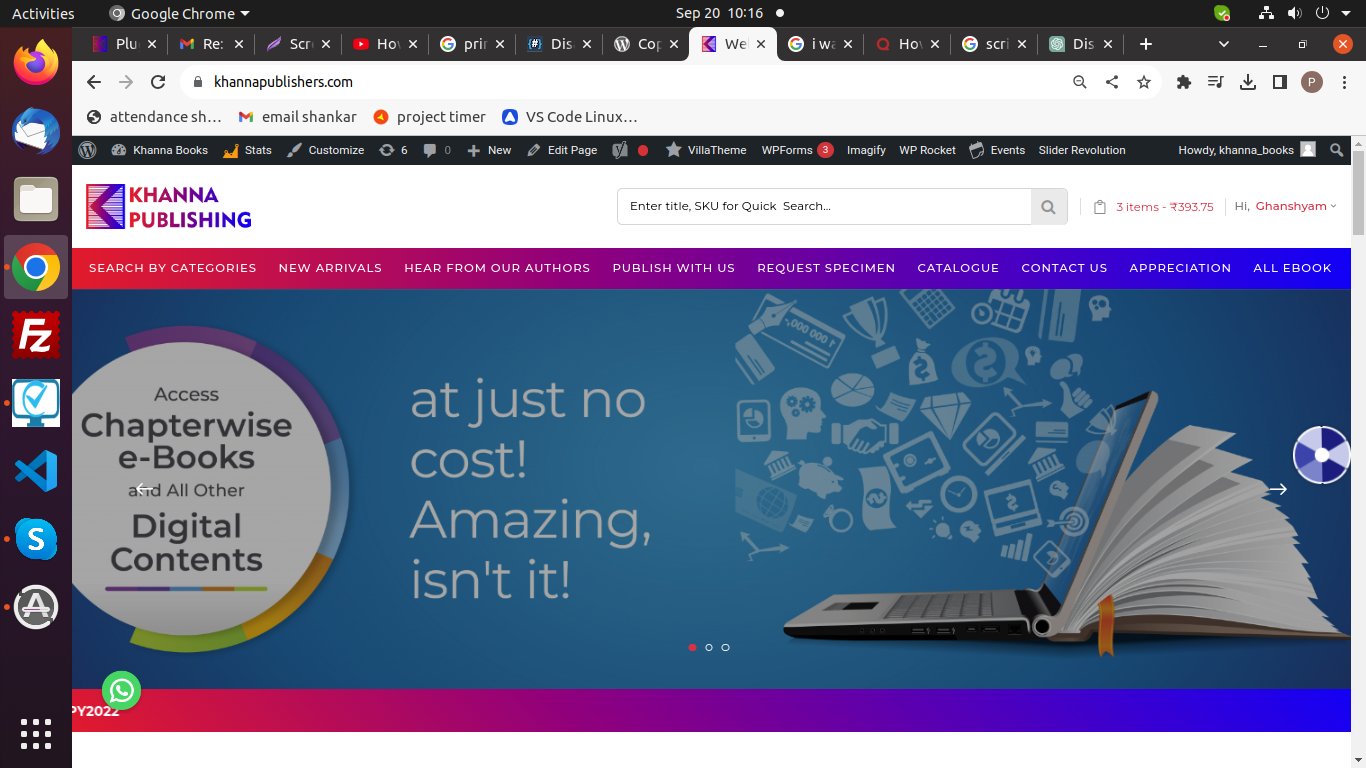 Activities
Google Chrome
Sep 20 10:16
Plu
Re:
Scre
Hov
prin
Disa
Cop
Wel
i wa
Hov
scri
Dis
khannapublishers.com
P
attendance sh...
email shankar
project timer
VS Code Linux...
Khanna Books
Stats
Customize
6
0
New
Edit Page
VillaTheme
WPForms 3
Imagify
WP Rocket
Events
Slider Revolution
Howdy, khanna_books
KHANNA
PUBLISHING
Enter title, SKU for Quick Search...
3 items - ₹393.75
Hi, Ghanshyam
SEARCH BY CATEGORIES
NEW ARRIVALS
HEAR FROM OUR AUTHORS
PUBLISH WITH US
REQUEST SPECIMEN
CATALOGUE
CONTACT US
APPRECIATION
ALL EBOOK
Access
Chapterwise
e-Books
and All Other
Digital
Contents
at just no
cost!
Amazing,
isn't it!
PY2022